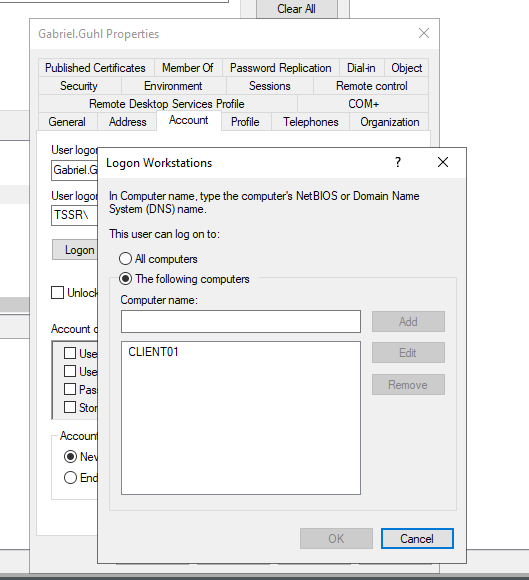 Clear All
Gabriel.Guhl Properties
Published Certificates Member Of Password Replication Dial-in Object
Security Environment Sessions Remote control
Remote Desktop Services Profile COM+
General Address Account Profile Telephones Organization
User logon
Gabriel.G
User logon
TSSR\
Logon
Unlock
Account o
Use
Use
Pas
Stor
Account
Nev
End
Logon Workstations ?
In Computer name, type the computer's NetBIOS or Domain Name
System (DNS) name.
This user can log on to:
All computers
The following computers
Computer name:
Add
CLIENT01
Edit
Remove
OK Cancel